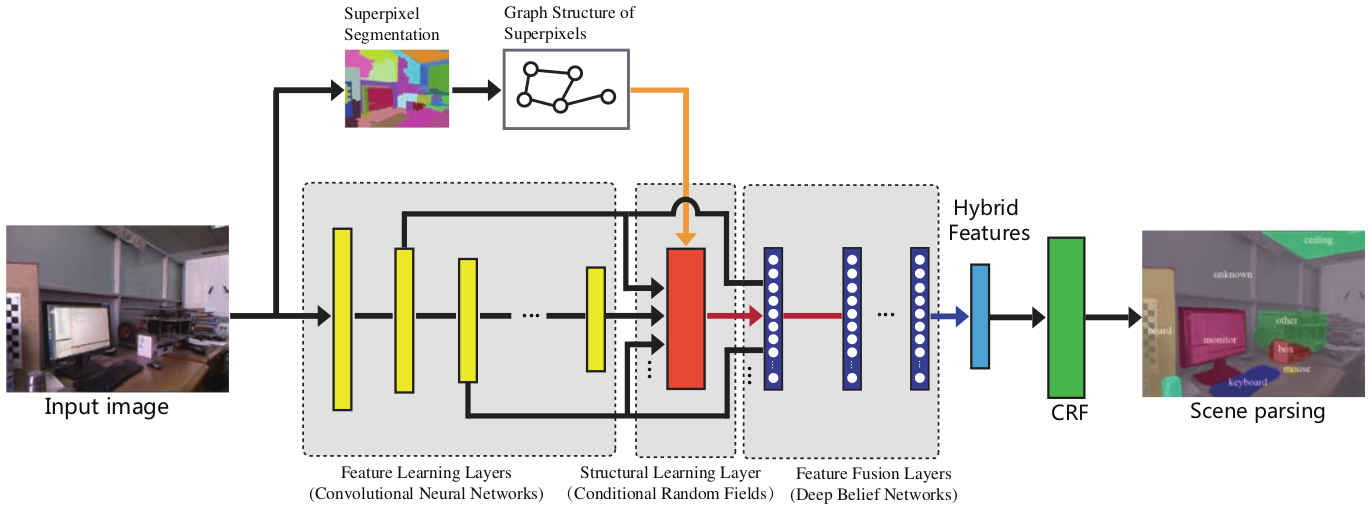 Superpixel
Segmentation
Graph Structure of
Superpixels
Input image
...
Feature Learning Layers
(Convolutional Neural Networks)
Structural Learning Layer
(Conditional Random Fields)
...
Feature Fusion Layers
(Deep Belief Networks)
Hybrid
Features
CRF
ceiling
unknown
board
monitor
other
box
mouse
keyboard
Scene parsing